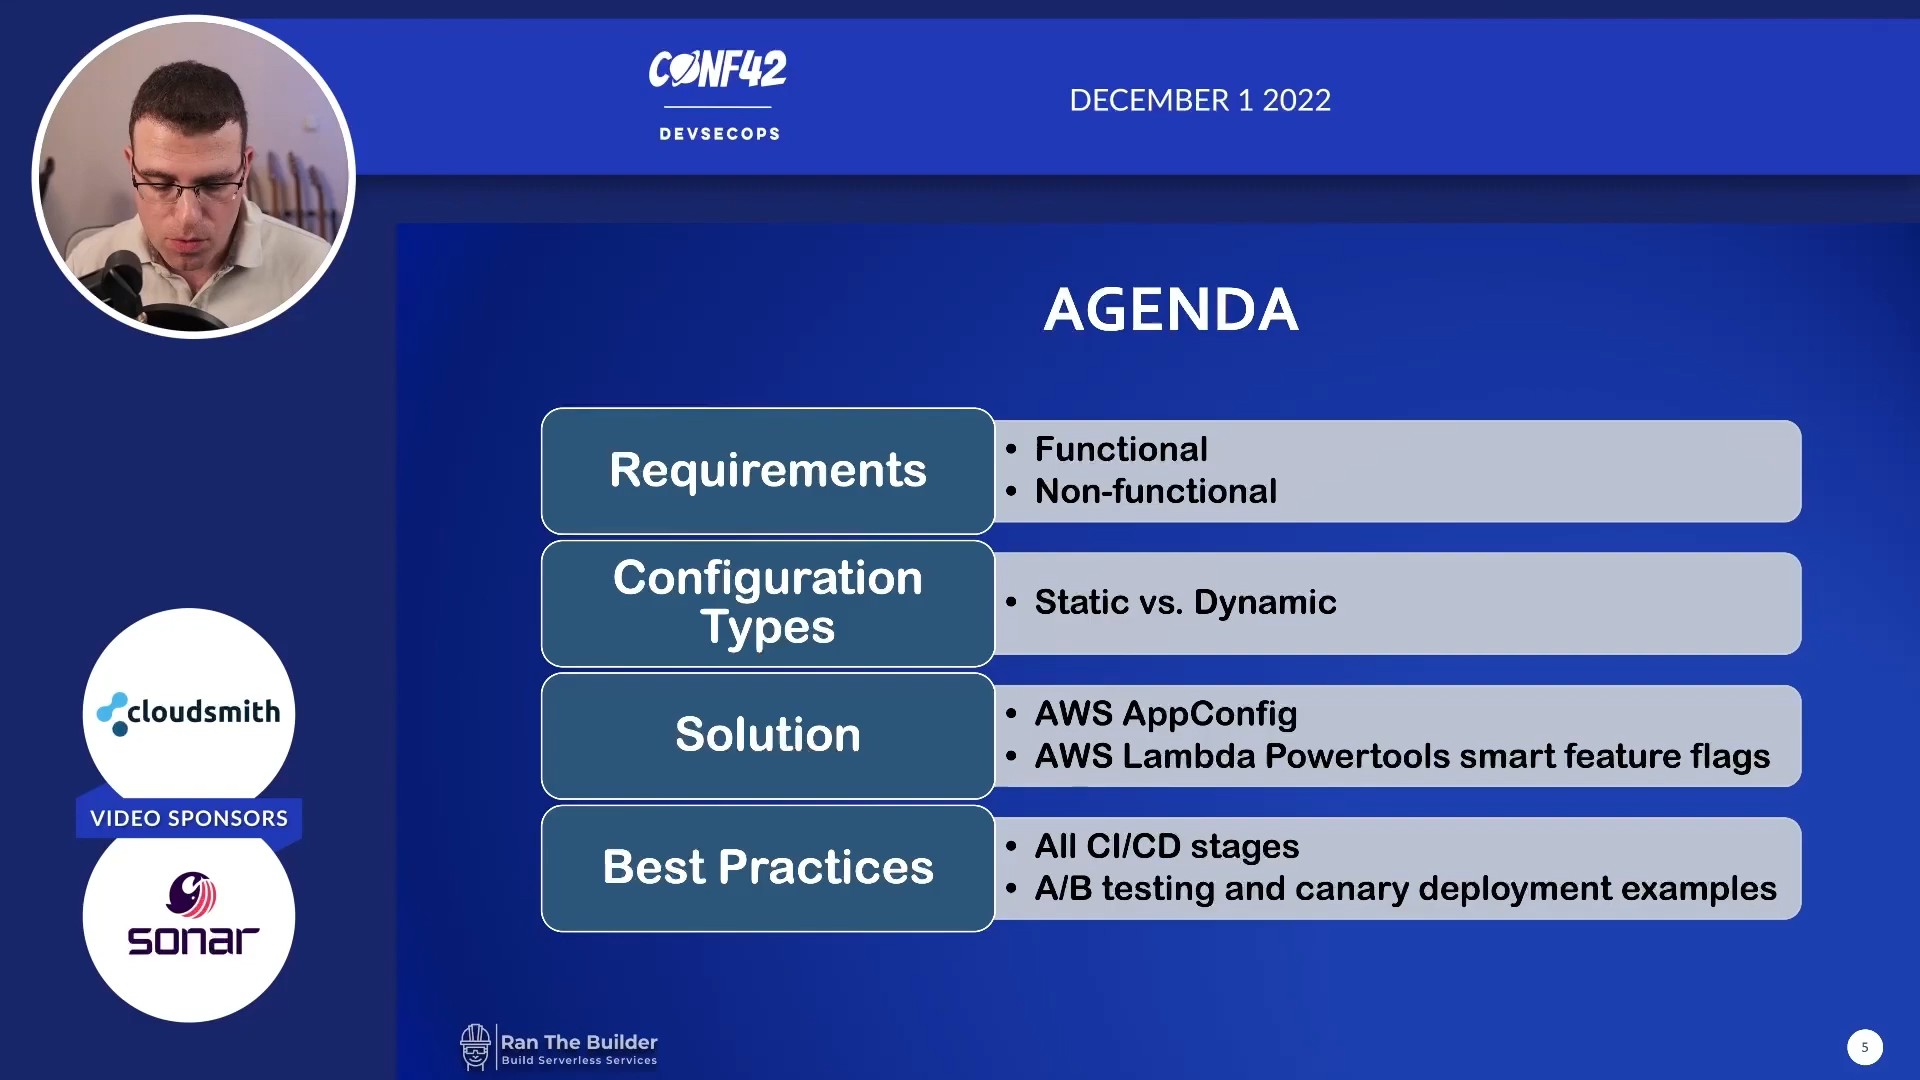 CONF42
DEVSECOPS
DECEMBER 1 2022
AGENDA
Requirements
• Functional
• Non-functional
Configuration
Types
• Static vs. Dynamic
Solution
• AWS AppConfig
• AWS Lambda Powertools smart feature flags
Best Practices
• All CI/CD stages
• A/B testing and canary deployment examples
cloudsmith
VIDEO SPONSORS
sonar
Ran The Builder
Build Serverless Services
5